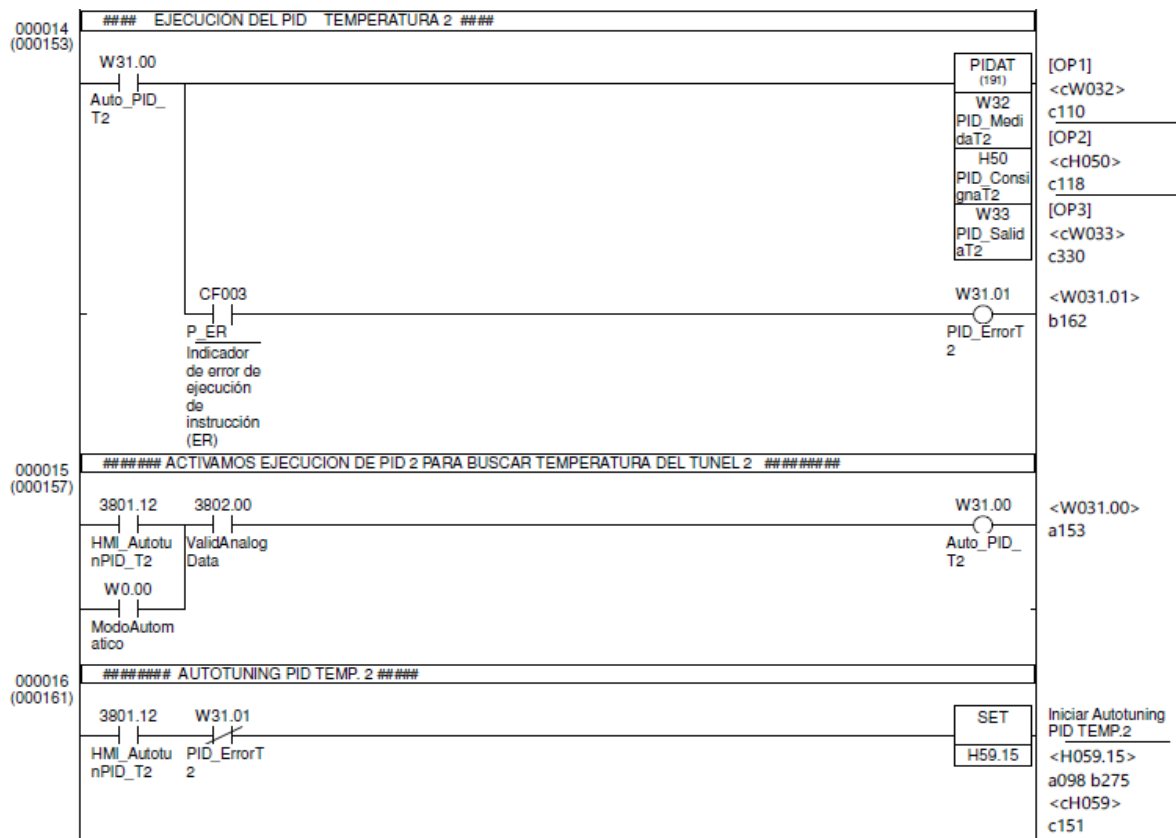 000014
(000153)
#### EJECUCIÓN DEL PID TEMPERATURA 2 ####
W31.00
Auto_PID_
T2
PIDAT
(191)
W32
PID_Medi
daT2
H50
PID_Consi
gnaT2
W33
PID_Salid
aT2
[OP1]
<cW032>
c110
[OP2]
<cH050>
c118
[OP3]
<cW033>
c330
CF003
P_ER
Indicador
de error de
ejecución
de
instrucción
(ER)
W31.01
PID_ErrorT
2
<W031.01>
b162
000015
(000157)
####### ACTIVAMOS EJECUCION DE PID 2 PARA BUSCAR TEMPERATURA DEL TUNEL 2 #########
3801.12
HMI_Autotu
nPID_T2
3802.00
ValidAnalog
Data
W31.00
Auto_PID_
T2
<W031.00>
a153
W0.00
ModoAutom
atico
000016
(000161)
######## AUTOTUNING PID TEMP. 2 #####
3801.12
HMI_Autotu
nPID_T2
W31.01
PID_ErrorT
2
SET
H59.15
Iniciar Autotuning
PID TEMP.2
<H059.15>
a098 b275
<cH059>
c151